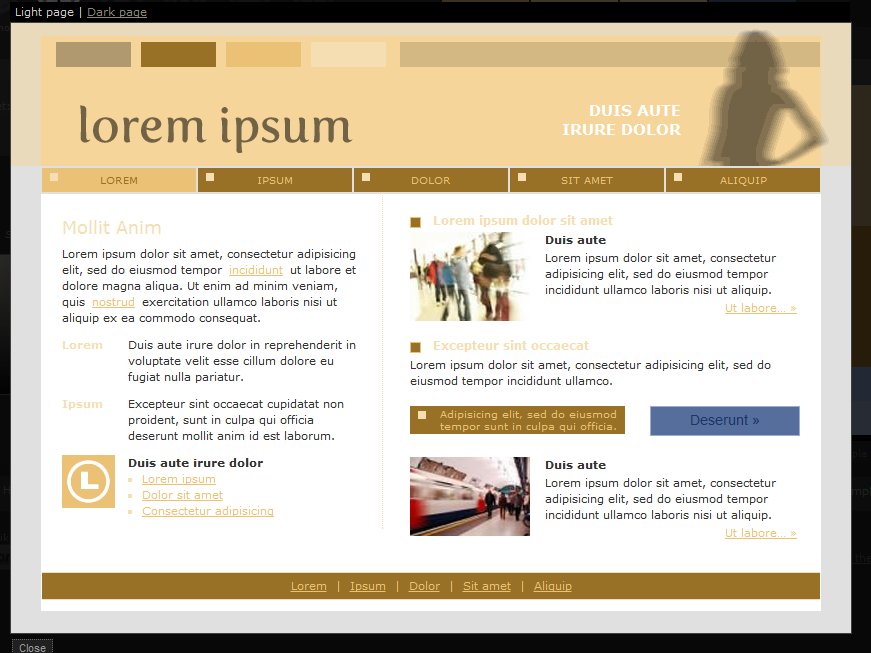 Light page | Dark page
lorem ipsum
DUIS AUTE
IRURE DOLOR
LOREM
IPSUM
DOLOR
SIT AMET
ALIQUIP
Mollit Anim
Lorem ipsum dolor sit amet, consectetur adipisicing
elit, sed do eiusmod tempor incididunt ut labore et
dolore magna aliqua. Ut enim ad minim veniam,
quis nostrud exercitation ullamco laboris nisi ut
aliquip ex ea commodo consequat.
Lorem
Duis aute irure dolor in reprehenderit in
voluptate velit esse cillum dolore eu
fugiat nulla pariatur.
Ipsum
Excepteur sint occaecat cupidatat non
proident, sunt in culpa qui officia
deserunt mollit anim id est laborum.
Duis aute irure dolor
Lorem ipsum
Dolor sit amet
Consectetur adipisicing
Lorem ipsum dolor sit amet
Duis aute
Lorem ipsum dolor sit amet, consectetur
adipisicing elit, sed do eiusmod tempor
incididunt ut labore et aliquip.
Ut labore... »
Excepteur sint occaecat
Lorem ipsum dolor sit amet, consectetur adipisicing elit, sed do
eiusmod tempor incididunt ullamco.
Adipisicing elit, sed do eiusmod
tempor sunt in culpa qui officia.
Deserunt »
Duis aute
Lorem ipsum dolor sit amet, consectetur
adipisicing elit, sed do eiusmod tempor
incididunt ut laboris nisi ut aliquip.
Ut labore... »
Lorem | Ipsum | Dolor | Sit amet | Aliquip
Close